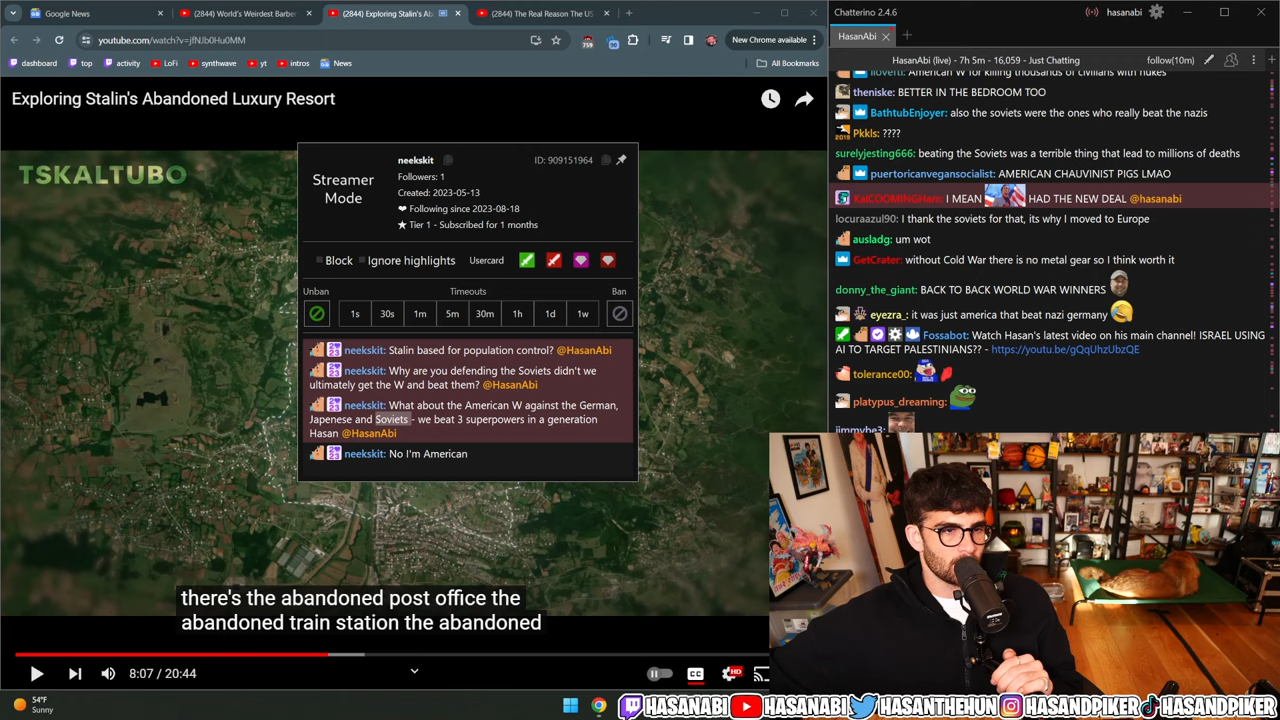 Google News
(2844) World's Weirdest Barber
(2844) Exploring Stalin's Ab
(2844) The Real Reason The US
youtube.com/watch?v=jfNJb0Hu0MM
New Chrome available
dashboard
top
activity
LoFi
synthwave
yt
intros
News
All Bookmarks
Exploring Stalin's Abandoned Luxury Resort
TSKALTUBO
Streamer
Mode
neekskit
ID: 909151964
Followers: 1
Created: 2023-05-13
❤ Following since 2023-08-18
★ Tier 1 - Subscribed for 1 months
Block
Ignore highlights
Usercard
Unban
Timeouts
Ban
1s
30s
1m
5m
30m
1h
1d
1w
neekskit: Stalin based for population control? @HasanAbi
neekskit: Why are you defending the Soviets didn't we
ultimately get the W and beat them? @HasanAbi
neekskit: What about the American W against the German,
Japenese and Soviets - we beat 3 superpowers in a generation
Hasan @HasanAbi
neekskit: No I'm American
there's the abandoned post office the
abandoned train station the abandoned
8:07 / 20:44
CC
HD
54°F
Sunny
Chatterino 2.4.6
hasanabi
HasanAbi
HasanAbi (live) - 7h 5m - 16,059 - Just Chatting
follow(10m)
American W for killing thousands of civilians with nukes
theniske: BETTER IN THE BEDROOM TOO
BathtubEnjoyer: also the soviets were the ones who really beat the nazis
Pkkls: ????
surelyjesting666: beating the Soviets was a terrible thing that lead to millions of deaths
puertoricanvegansocialist: AMERICAN CHAUVINIST PIGS LMAO
KaiCOOMINGHam: I MEAN HAD THE NEW DEAL @hasanabi
locuraazul90: I thank the soviets for that, its why I moved to Europe
ausladg: um wot
GetCrater: without Cold War there is no metal gear so I think worth it
donny_the_giant: BACK TO BACK WORLD WAR WINNERS
eyezra_: it was just america that beat nazi germany
Fossabot: Watch Hasan's latest video on his main channel! ISRAEL USING
AI TO TARGET PALESTINIANS?? - https://youtu.be/gQqUhzUbzQE
tolerance00:
platypus_dreaming:
jimmybe3:
HASANABI
HASANABI
HASANTHEHUN
HASANDPIKER
HASANDPIKER